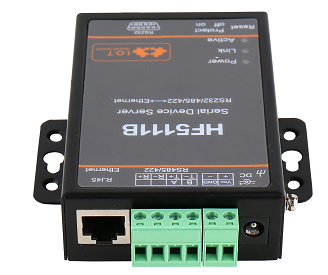 HF5111B
Serial Device Server
RS232/485/422⟷Ethernet
Power
Link
Active
Reset Protect
off on
RS232
I.O.T
DC
RS485/422
R+ R- T- T+
B A
RJ45
Ethernet